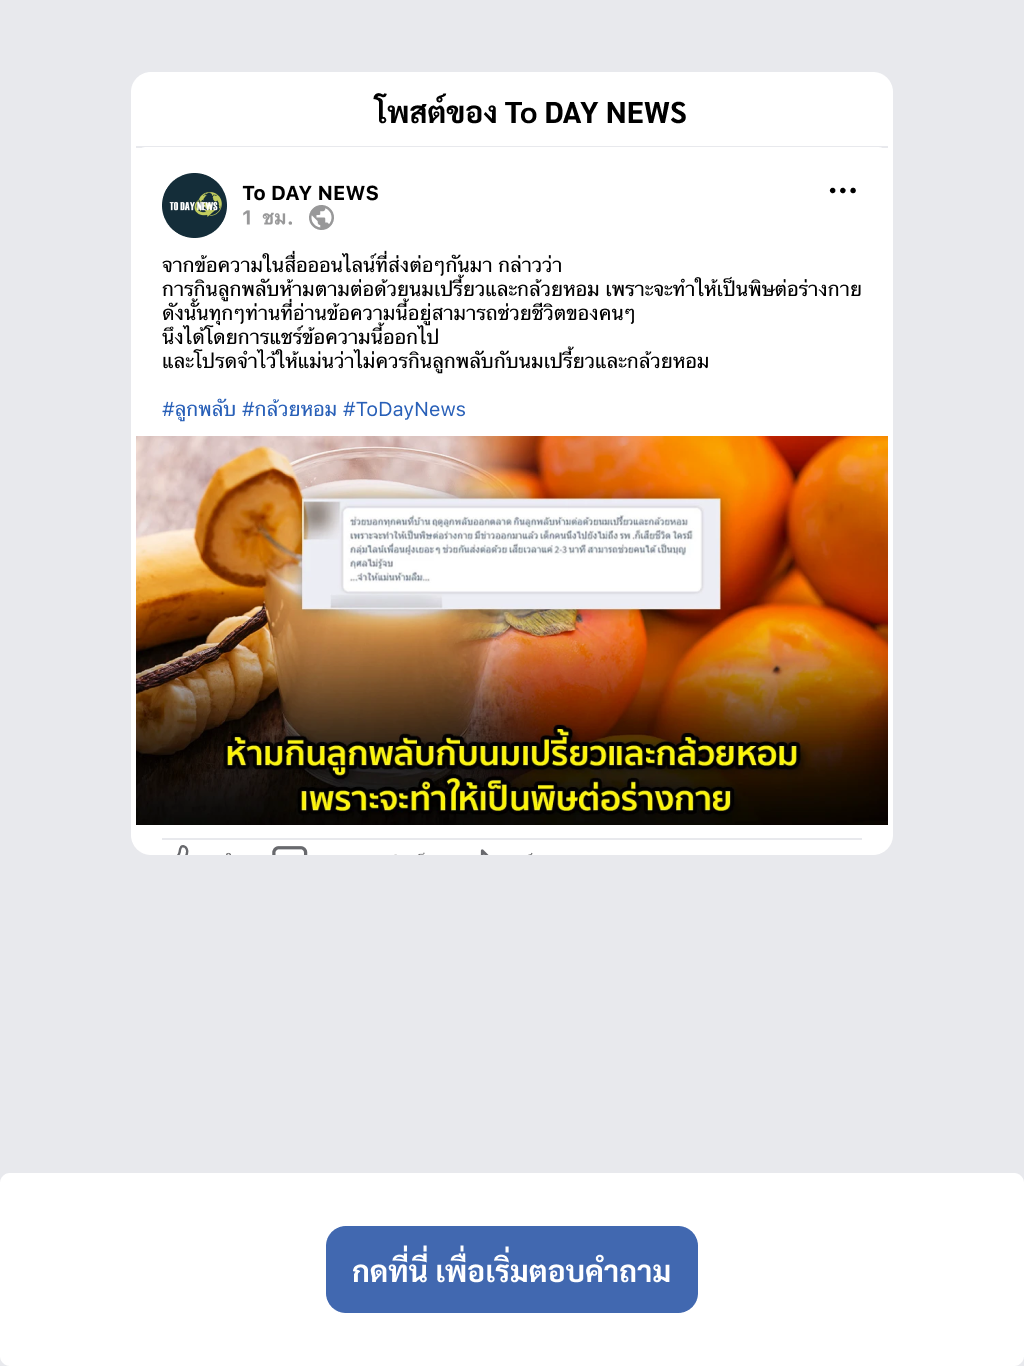 โพสต์ของ To DAY NEWS
TO DAY NEWS
To DAY NEWS
1 ชม.
จากข้อความในสื่อออนไลน์ที่ส่งต่อๆกันมา กล่าวว่า
การกินลูกพลับห้ามตามต่อด้วยนมเปรี้ยวและกล้วยหอม เพราะจะทำให้เป็นพิษต่อร่างกาย
ดังนั้นทุกๆท่านที่อ่านข้อความนี้อยู่สามารถช่วยชีวิตของคนๆ
นึงได้โดยการแชร์ข้อความนี้ออกไป
และโปรดจำไว้ให้แม่นว่าไม่ควรกินลูกพลับกับนมเปรี้ยวและกล้วยหอม
#ลูกพลับ #กล้วยหอม #ToDayNews
ช่วยบอกทุกคนที่บ้าน ฤดูลูกพลับออกตลาด กินลูกพลับห้ามต่อด้วยนมเปรี้ยวและกล้วยหอม
เพราะจะทำให้เป็นพิษต่อร่างกาย มีข่าวออกมาแล้ว เด็กคนนึงไปยังไม่ถึง รพ .ก็เสียชีวิต ใครมี
กลุ่มไลน์เพื่อนฝูงเยอะ ๆ ช่วยกันส่งต่อด้วย เสียเวลาแค่ 2-3 นาที สามารถช่วยคนได้ เป็นบุญ
กุศลไม่รู้จบ
...จำให้แม่นห้ามลืม...
ห้ามกินลูกพลับกับนมเปรี้ยวและกล้วยหอม
เพราะจะทำให้เป็นพิษต่อร่างกาย
กดที่นี่ เพื่อเริ่มตอบคำถาม